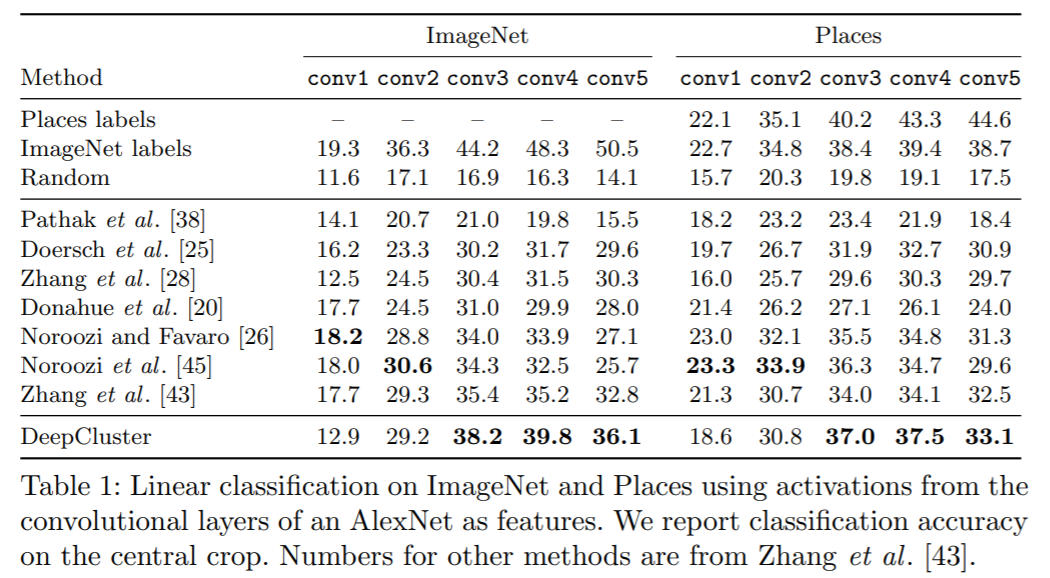 ImageNet Places
Method conv1 conv2 conv3 conv4 conv5 conv1 conv2 conv3 conv4 conv5
Places labels – – – – – 22.1 35.1 40.2 43.3 44.6
ImageNet labels 19.3 36.3 44.2 48.3 50.5 22.7 34.8 38.4 39.4 38.7
Random 11.6 17.1 16.9 16.3 14.1 15.7 20.3 19.8 19.1 17.5
Pathak et al. [38] 14.1 20.7 21.0 19.8 15.5 18.2 23.2 23.4 21.9 18.4
Doersch et al. [25] 16.2 23.3 30.2 31.7 29.6 19.7 26.7 31.9 32.7 30.9
Zhang et al. [28] 12.5 24.5 30.4 31.5 30.3 16.0 25.7 29.6 30.3 29.7
Donahue et al. [20] 17.7 24.5 31.0 29.9 28.0 21.4 26.2 27.1 26.1 24.0
Noroozi and Favaro [26] 18.2 28.8 34.0 33.9 27.1 23.0 32.1 35.5 34.8 31.3
Noroozi et al. [45] 18.0 30.6 34.3 32.5 25.7 23.3 33.9 36.3 34.7 29.6
Zhang et al. [43] 17.7 29.3 35.4 35.2 32.8 21.3 30.7 34.0 34.1 32.5
DeepCluster 12.9 29.2 38.2 39.8 36.1 18.6 30.8 37.0 37.5 33.1
Table 1: Linear classification on ImageNet and Places using activations from the
convolutional layers of an AlexNet as features. We report classification accuracy
on the central crop. Numbers for other methods are from Zhang et al. [43].